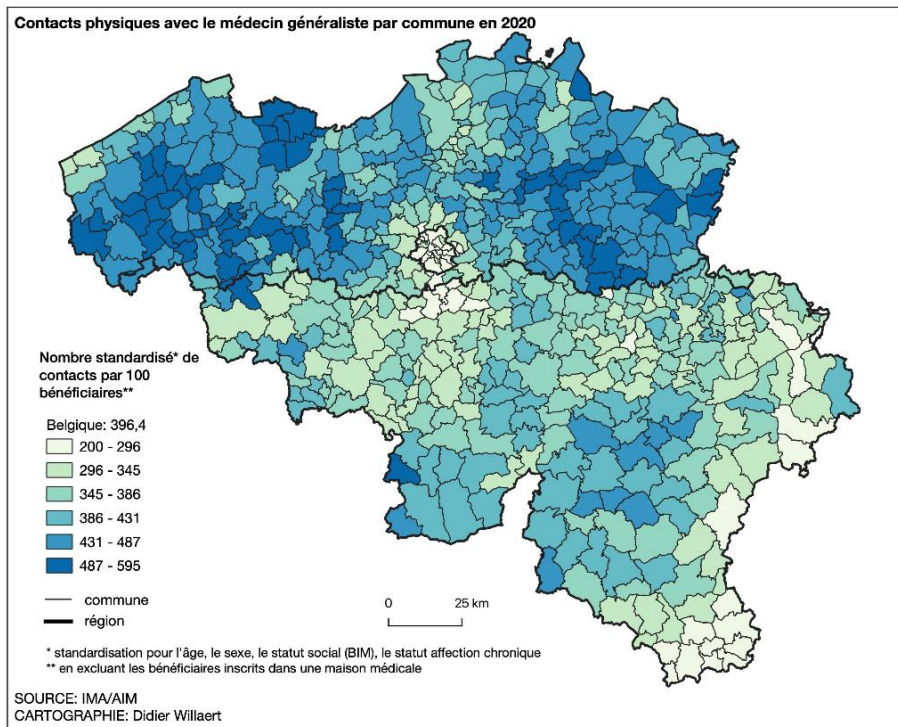 Contacts physiques avec le médecin généraliste par commune en 2020
Nombre standardisé* de
contacts par 100
bénéficiaires**
Belgique: 396,4
200 - 296
296 - 345
345 - 386
386 - 431
431 - 487
487 - 595
commune
région
0 25 km
* standardisation pour l'âge, le sexe, le statut social (BIM), le statut affection chronique
** en excluant les bénéficiaires inscrits dans une maison médicale
SOURCE: IMA/AIM
CARTOGRAPHIE: Didier Willaert